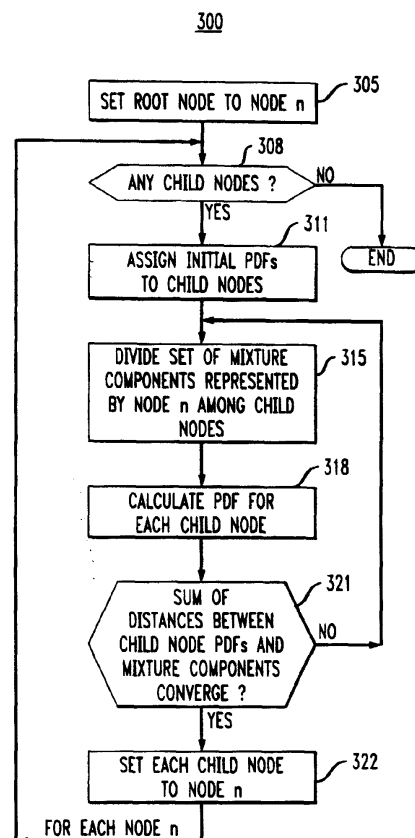 300
SET ROOT NODE TO NODE n
305
308
ANY CHILD NODES ?
NO
YES
311
END
ASSIGN INITIAL PDFs
TO CHILD NODES
DIVIDE SET OF MIXTURE
COMPONENTS REPRESENTED
BY NODE n AMONG CHILD
NODES
315
318
CALCULATE PDF FOR
EACH CHILD NODE
321
SUM OF
DISTANCES BETWEEN
CHILD NODE PDFs AND
MIXTURE COMPONENTS
CONVERGE ?
NO
YES
SET EACH CHILD NODE
TO NODE n
322
FOR EACH NODE n